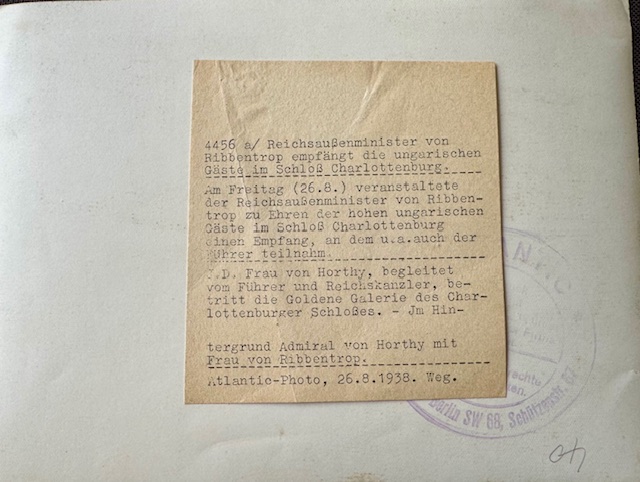 4456 a/ Reichsaußenminister von
Ribbentrop empfängt die ungarischen
Gäste im Schloß Charlottenburg.
Am Freitag (26.8.) veranstaltete
der Reichsaußenminister von Ribben-
trop zu Ehren der hohen ungarischen
Gäste im Schloß Charlottenburg
einen Empfang, an dem u.a.auch der
Führer teilnahm.
J.D. Frau von Horthy, begleitet
vom Führer und Reichskanzler, be-
tritt die Goldene Galerie des Char-
lottenburger Schloßes. - Jm Hin-
tergrund Admiral von Horthy mit
Frau von Ribbentrop.
Atlantic-Photo, 26.8.1938. Weg.
Berlin SW 68, Schützenstr. 67